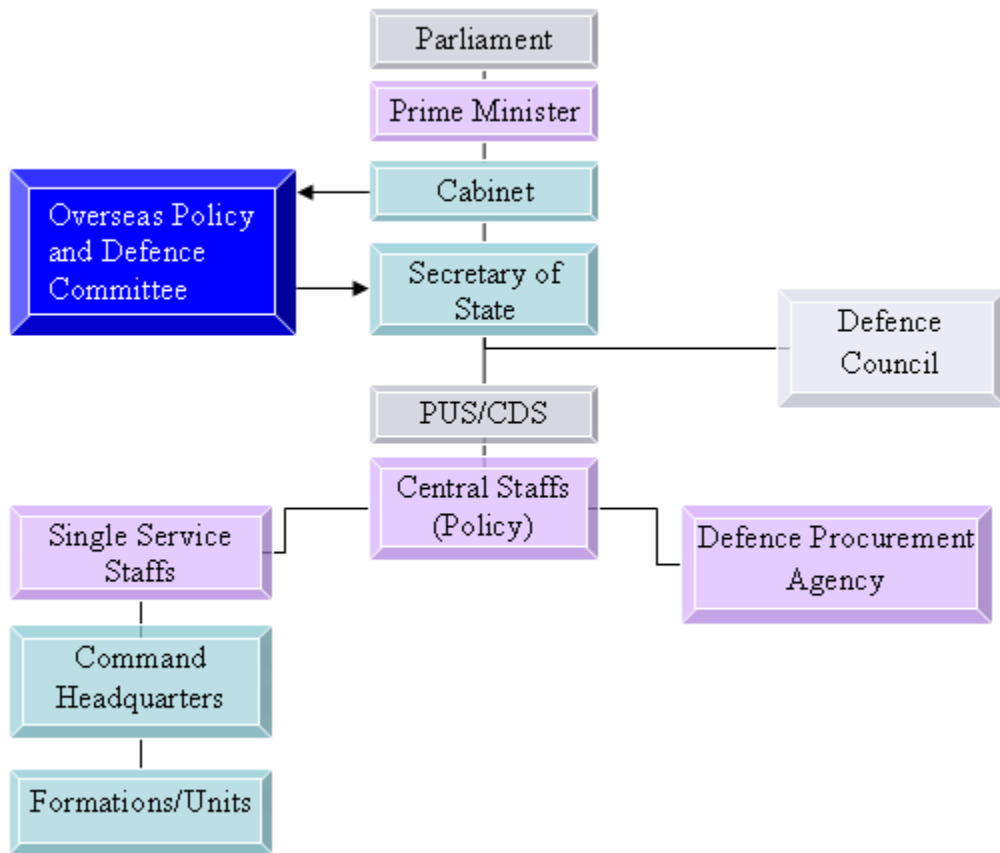 Parliament
Prime Minister
Cabinet
Overseas Policy
and Defence
Committee
Secretary of
State
Defence
Council
PUS/CDS
Central Staffs
(Policy)
Single Service
Staffs
Defence Procurement
Agency
Command
Headquarters
Formations/Units